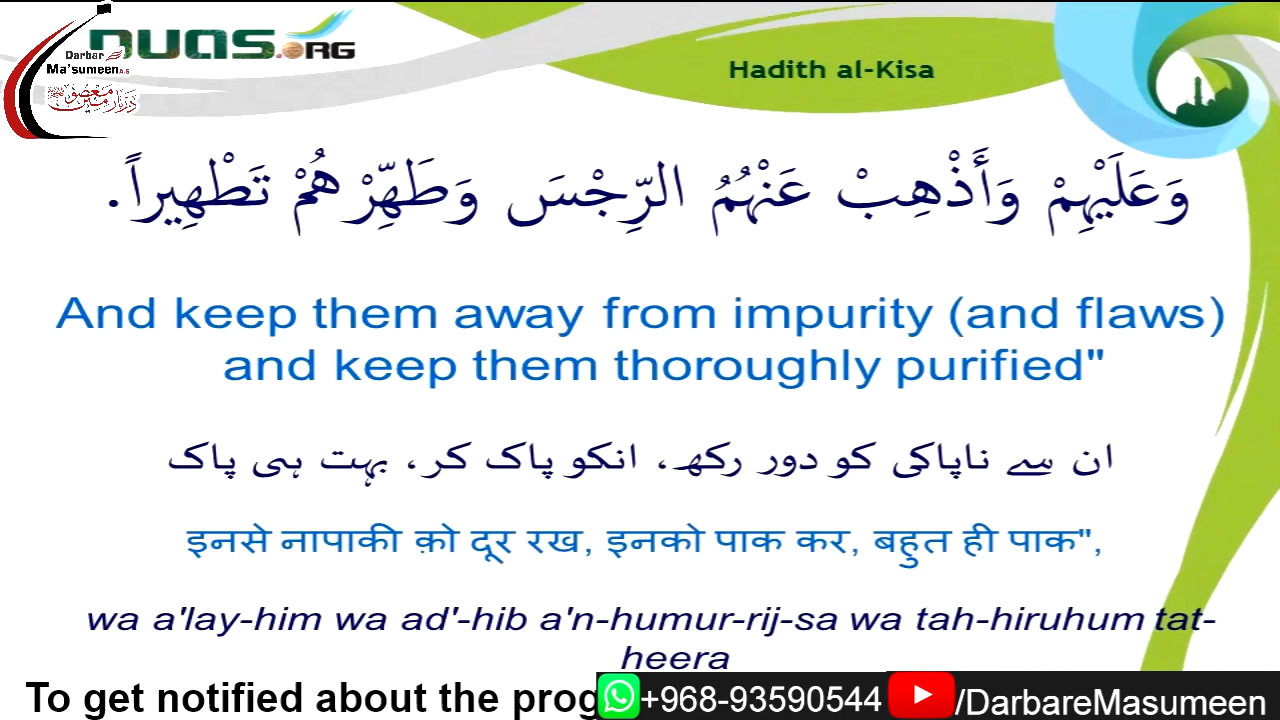 DUAS.ORG
Darbar
Ma'sumeen A.S
دربار معصومین
Hadith al-Kisa
وَعَلَيْهِمْ وَأَذْهِبْ عَنْهُمُ الرِّجْسَ وَطَهِّرْ هُمْ تَطْهِيراً.
And keep them away from impurity (and flaws)
and keep them thoroughly purified"
ان سے ناپاکی کو دور رکھ، انکو پاک کر، بہت ہی پاک
इनसे नापाकी क़ो दूर रख, इनको पाक कर, बहुत ही पाक",
wa a'lay-him wa ad'-hib a'n-humur-rij-sa wa tah-hiruhum tat-
heera
To get notified about the prog
+968-93590544 /DarbareMasumeen